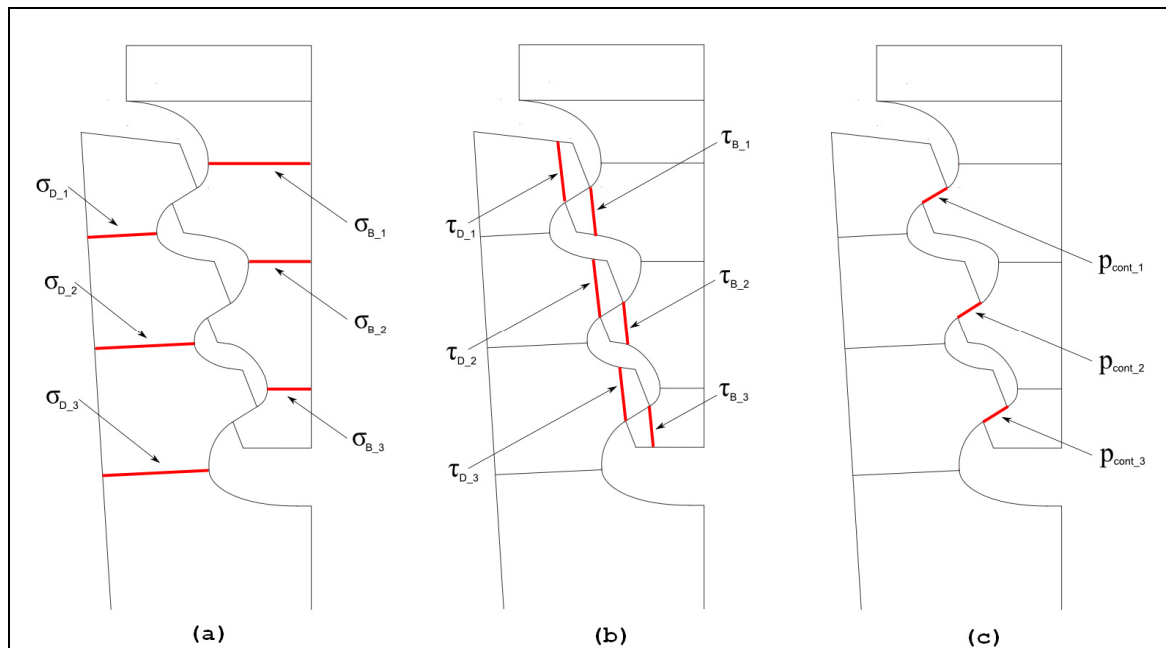 σD_1
σB_1
σD_2
σB_2
σD_3
σB_3
(a)
τB_1
τD_1
τB_2
τD_2
τB_3
τD_3
(b)
pcont_1
pcont_2
pcont_3
(c)